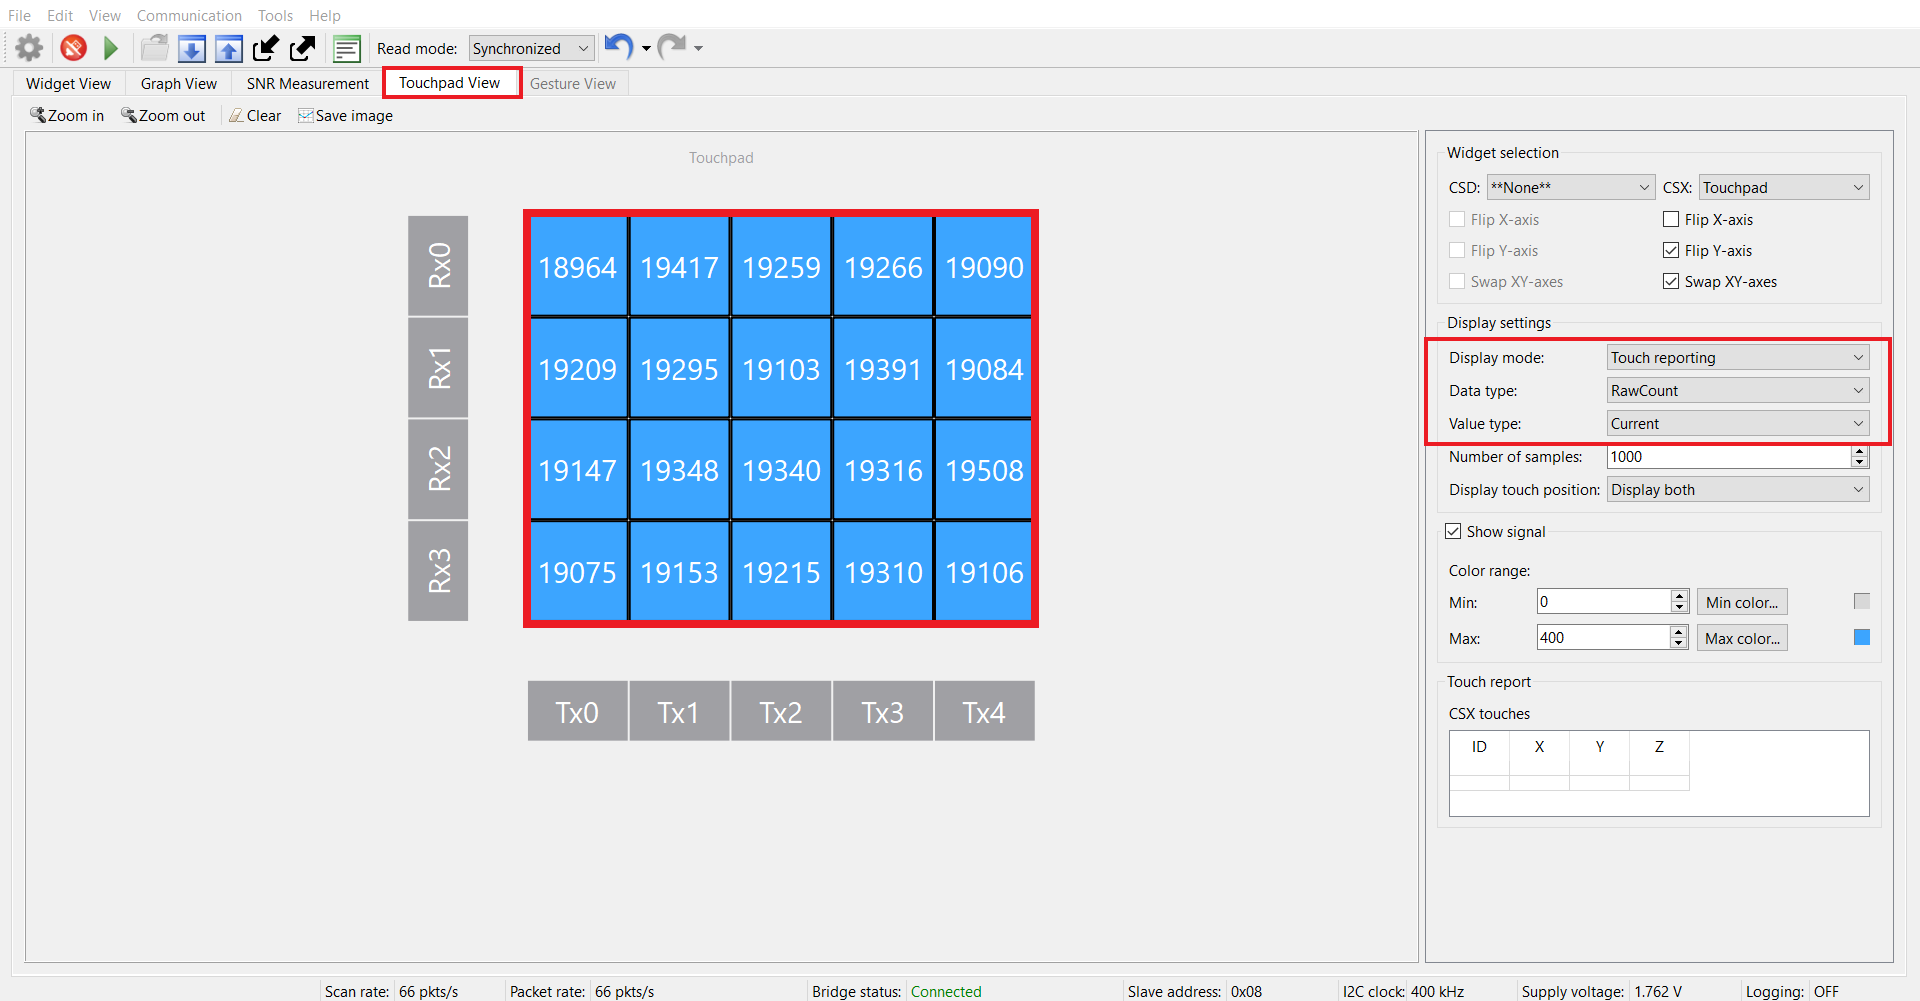 File Edit View Communication Tools Help
Read mode: Synchronized
Widget View Graph View SNR Measurement Touchpad View Gesture View
Zoom in Zoom out Clear Save image
Touchpad
Rx0 18964 19417 19259 19266 19090
Rx1 19209 19295 19103 19391 19084
Rx2 19147 19348 19340 19316 19508
Rx3 19075 19153 19215 19310 19106
Tx0 Tx1 Tx2 Tx3 Tx4
Widget selection
CSD: **None** CSX: Touchpad
Flip X-axis Flip X-axis
Flip Y-axis Flip Y-axis
Swap XY-axes Swap XY-axes
Display settings
Display mode: Touch reporting
Data type: RawCount
Value type: Current
Number of samples: 1000
Display touch position: Display both
Show signal
Color range:
Min: 0 Min color...
Max: 400 Max color...
Touch report
CSX touches
ID X Y Z
Scan rate: 66 pkts/s Packet rate: 66 pkts/s Bridge status: Connected Slave address: 0x08 I2C clock: 400 kHz Supply voltage: 1.762 V Logging: OFF